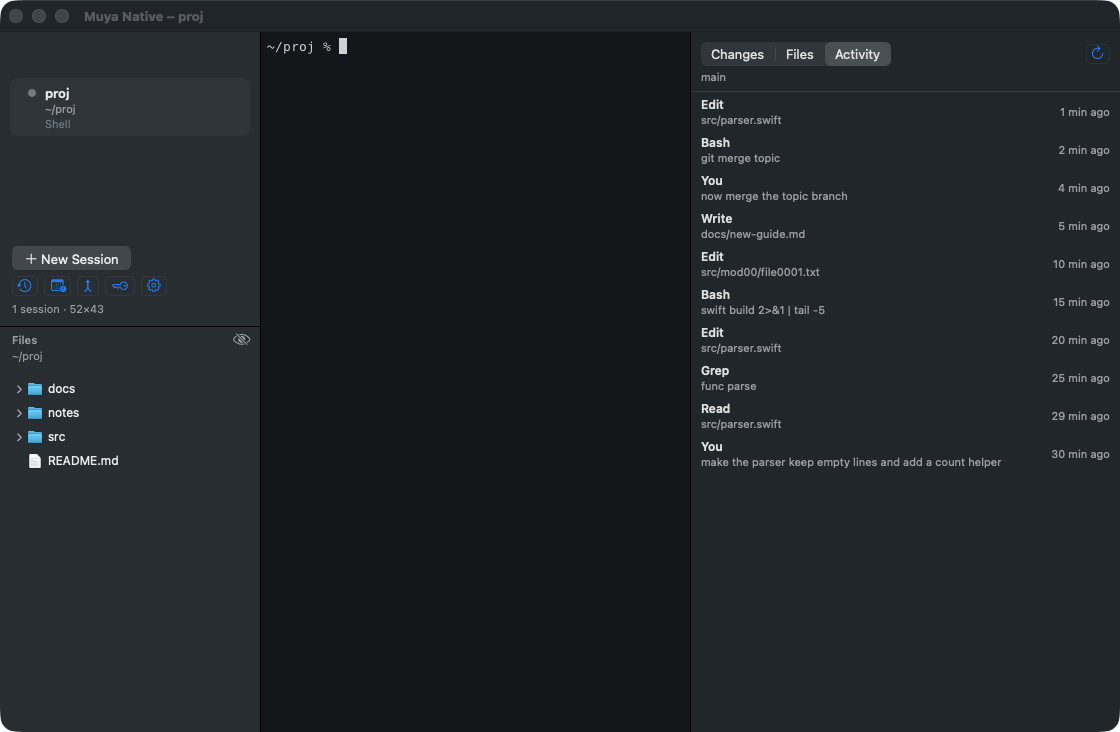 Muya Native – proj
proj
~/proj
Shell
+ New Session
1 session · 52×43
Files
~/proj
docs
notes
src
README.md
~/proj %
Changes
Files
Activity
main
Edit
src/parser.swift
1 min ago
Bash
git merge topic
2 min ago
You
now merge the topic branch
4 min ago
Write
docs/new-guide.md
5 min ago
Edit
src/mod00/file0001.txt
10 min ago
Bash
swift build 2>&1 | tail -5
15 min ago
Edit
src/parser.swift
20 min ago
Grep
func parse
25 min ago
Read
src/parser.swift
29 min ago
You
make the parser keep empty lines and add a count helper
30 min ago